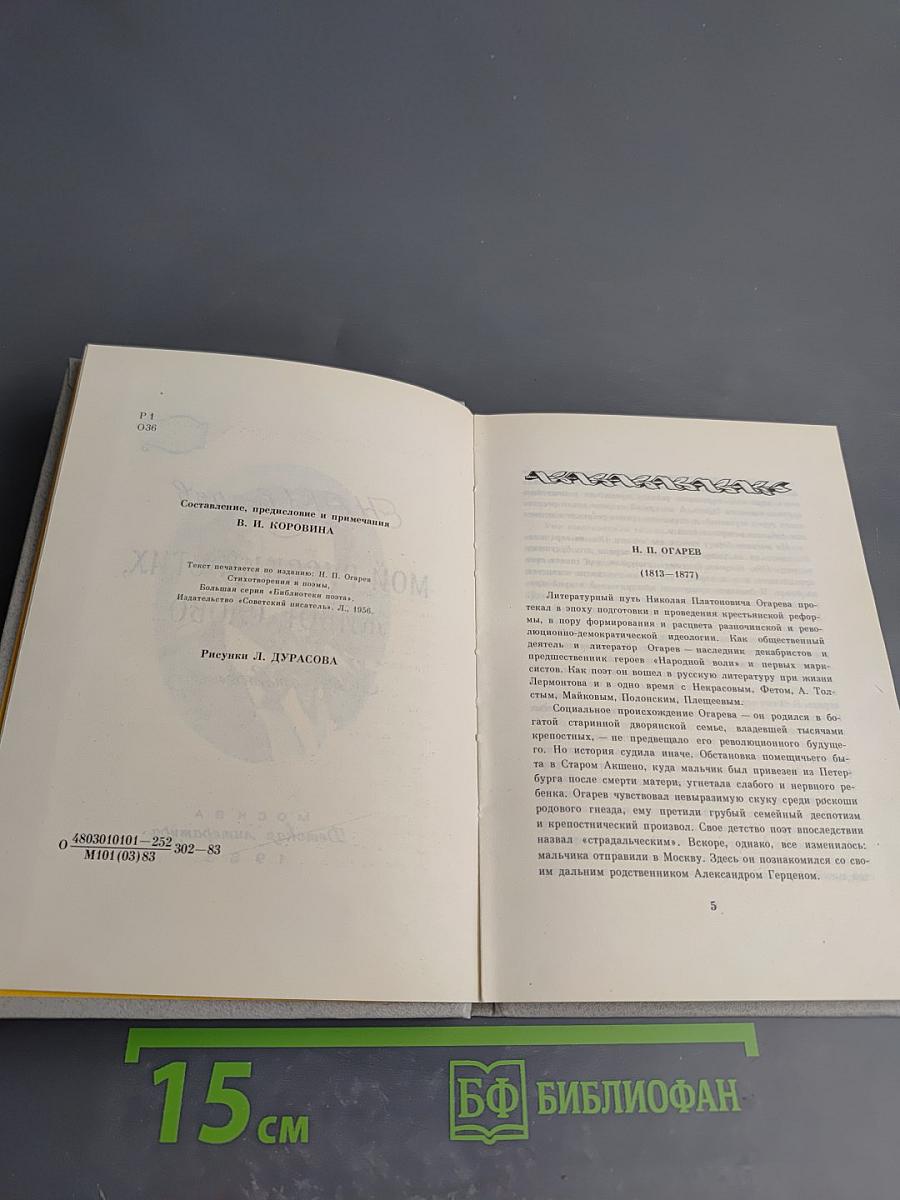 Р 1
О36
Составление, предисловие и примечания
В. И. КОРОВИНА
Текст печатается по изданию: Н. П. Огарев
Стихотворения и поэмы,
Большая серия «Библиотеки поэта».
Издательство «Советский писатель». Л., 1956.
Рисунки Л. ДУРАСОВА
МОСКВА
Детская литература
О 4803010101—252 302—83
М101(03)83
Н. П. ОГАРЕВ
(1813—1877)
Литературный путь Николая Платоновича Огарева про-
текал в эпоху подготовки и проведения крестьянской рефор-
мы, в пору формирования и расцвета разночинской и рево-
люционно-демократической идеологии. Как общественный
деятель и литератор Огарев — наследник декабристов и
предшественник героев «Народной воли» и первых марк-
систов. Как поэт он вошел в русскую литературу при жизни
Лермонтова и в одно время с Некрасовым, Фетом, А. Тол-
стым, Майковым, Полонским, Плещеевым.
Социальное происхождение Огарева — он родился в бо-
гатой старинной дворянской семье, владевшей тысячами
крепостных, — не предвещало его революционного будуще-
го. Но история судила иначе. Обстановка помещичьего бы-
та в Старом Акшено, куда мальчик был привезен из Петер-
бурга после смерти матери, угнетала слабого и нервного ре-
бенка. Огарев чувствовал невыразимую скуку среди роскоши
родового гнезда, ему претили грубый семейный деспотизм
и крепостнический произвол. Свое детство поэт впоследствии
назвал «страдальческим». Вскоре, однако, все изменилось:
мальчика отправили в Москву. Здесь он познакомился со сво-
им дальним родственником Александром Герценом.
5
15 см
БФ БИБЛИОФАН